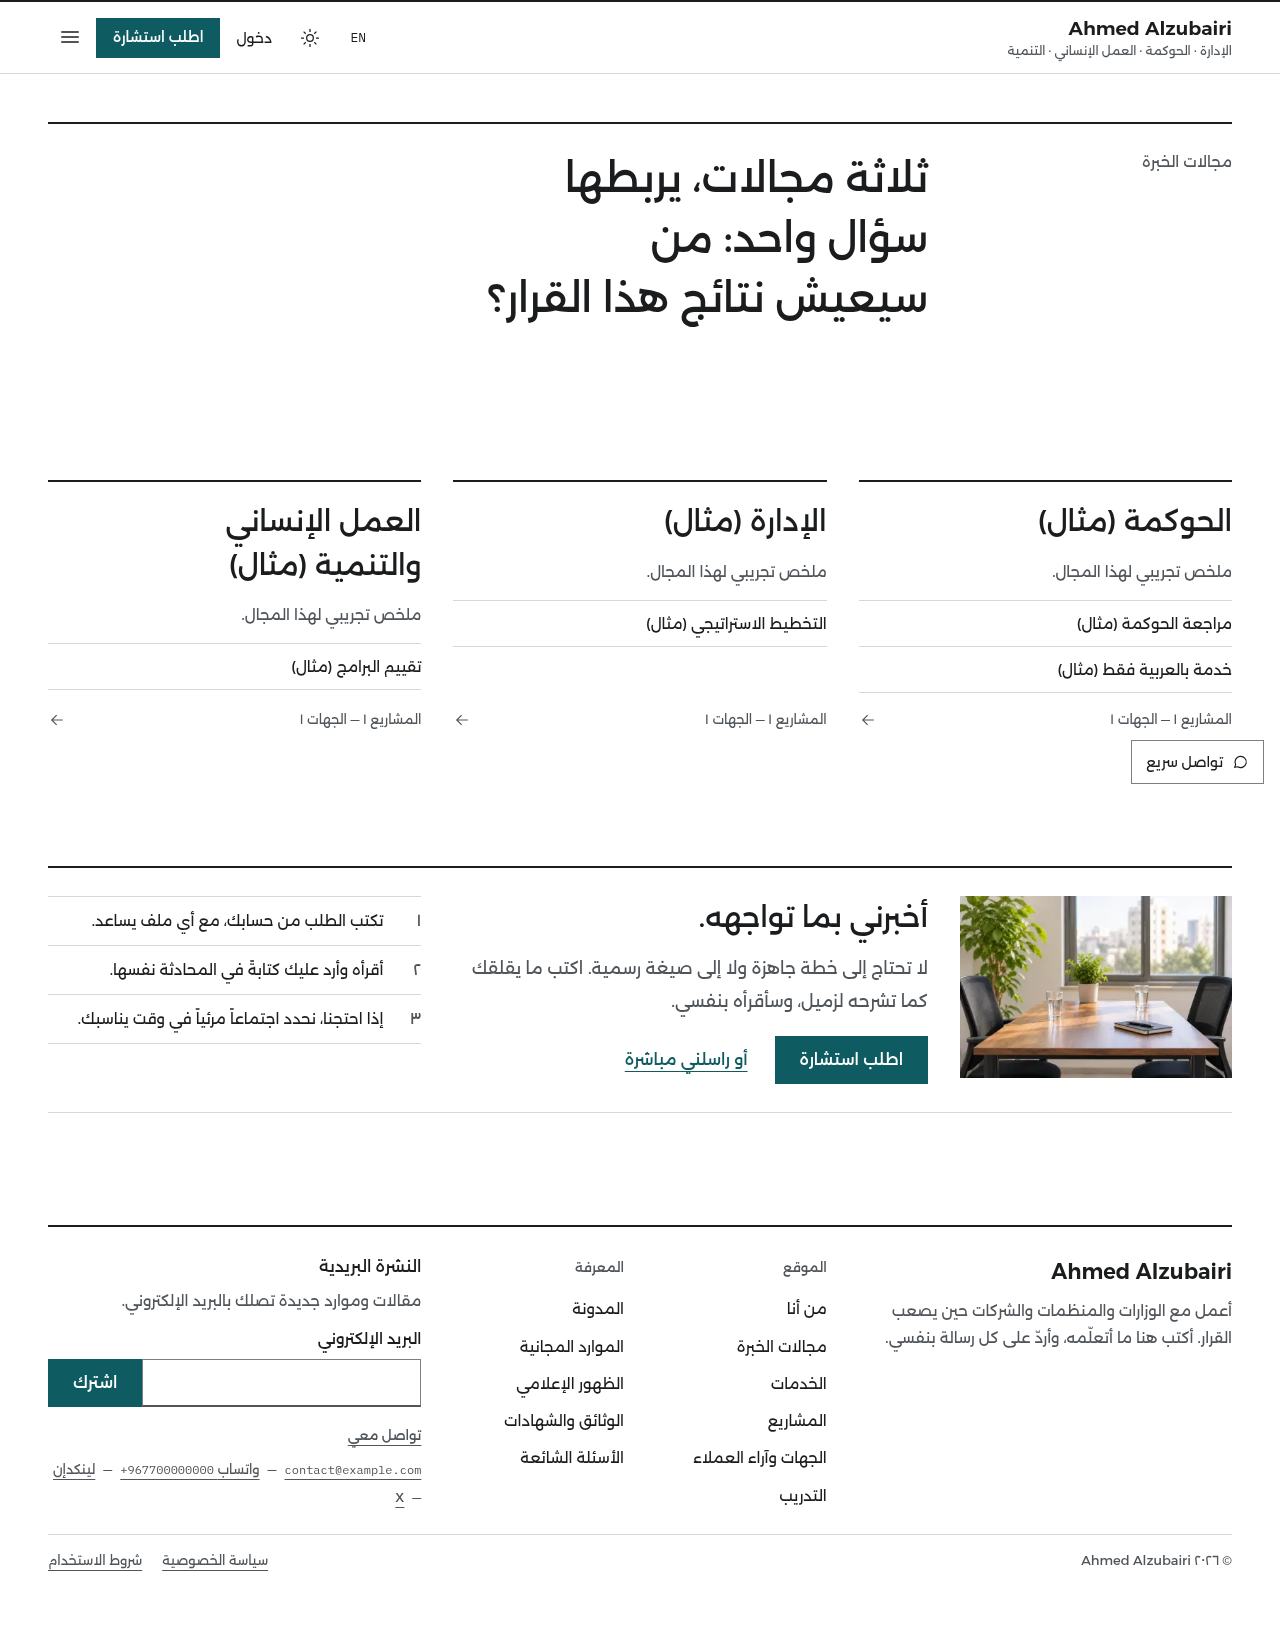 Ahmed Alzubairi
الإدارة · الحوكمة · العمل الإنساني · التنمية
EN
دخول
اطلب استشارة
مجالات الخبرة
ثلاثة مجالات، يربطها
سؤال واحد: من
سيعيش نتائج هذا القرار؟
الحوكمة (مثال)
ملخص تجريبي لهذا المجال.
مراجعة الحوكمة (مثال)
خدمة بالعربية فقط (مثال)
المشاريع ١ — الجهات ١
الإدارة (مثال)
ملخص تجريبي لهذا المجال.
التخطيط الاستراتيجي (مثال)
المشاريع ١ — الجهات ١
العمل الإنساني
والتنمية (مثال)
ملخص تجريبي لهذا المجال.
تقييم البرامج (مثال)
المشاريع ١ — الجهات ١
تواصل سريع
أخبرني بما تواجهه.
لا تحتاج إلى خطة جاهزة ولا إلى صيغة رسمية. اكتب ما يقلقك
كما تشرحه لزميل، وسأقرأه بنفسي.
اطلب استشارة
أو راسلني مباشرة
١ تكتب الطلب من حسابك، مع أي ملف يساعد.
٢ أقرأه وأرد عليك كتابةً في المحادثة نفسها.
٣ إذا احتجنا، نحدد اجتماعاً مرئياً في وقت يناسبك.
Ahmed Alzubairi
أعمل مع الوزارات والمنظمات والشركات حين يصعب
القرار. أكتب هنا ما أتعلّمه، وأردّ على كل رسالة بنفسي.
الموقع
من أنا
مجالات الخبرة
الخدمات
المشاريع
الجهات وآراء العملاء
التدريب
المعرفة
المدونة
الموارد المجانية
الظهور الإعلامي
الوثائق والشهادات
الأسئلة الشائعة
النشرة البريدية
مقالات وموارد جديدة تصلك بالبريد الإلكتروني.
البريد الإلكتروني
اشترك
تواصل معي
contact@example.com — واتساب +967700000000 — لينكدإن
— X
© ٢٠٢٦ Ahmed Alzubairi
سياسة الخصوصية
شروط الاستخدام